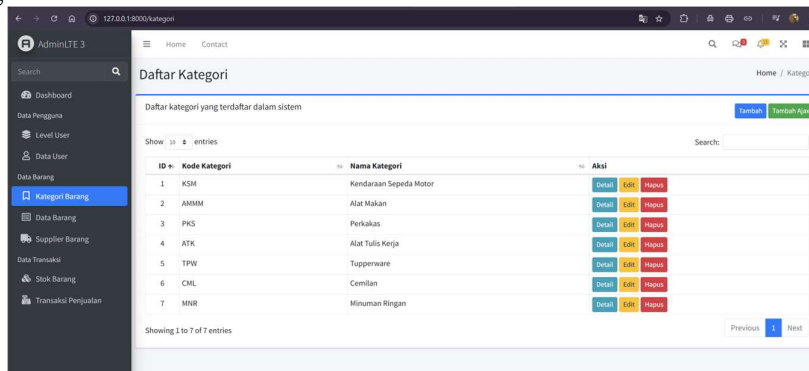 127.0.0.1:8000/kategori
AdminLTE 3
Home Contact
Search
Daftar Kategori
Home / Katego
Dashboard
Data Pengguna
Level User
Data User
Data Barang
Kategori Barang
Data Barang
Supplier Barang
Data Transaksi
Stok Barang
Transaksi Penjualan
Daftar kategori yang terdaftar dalam sistem
Tambah Tambah Ajax
Show 10 entries Search:
ID Kode Kategori Nama Kategori Aksi
1 KSM Kendaraan Sepeda Motor Detail Edit Hapus
2 AMMM Alat Makan Detail Edit Hapus
3 PKS Perkakas Detail Edit Hapus
4 ATK Alat Tulis Kerja Detail Edit Hapus
5 TPW Tupperware Detail Edit Hapus
6 CML Cemilan Detail Edit Hapus
7 MNR Minuman Ringan Detail Edit Hapus
Showing 1 to 7 of 7 entries Previous 1 Next